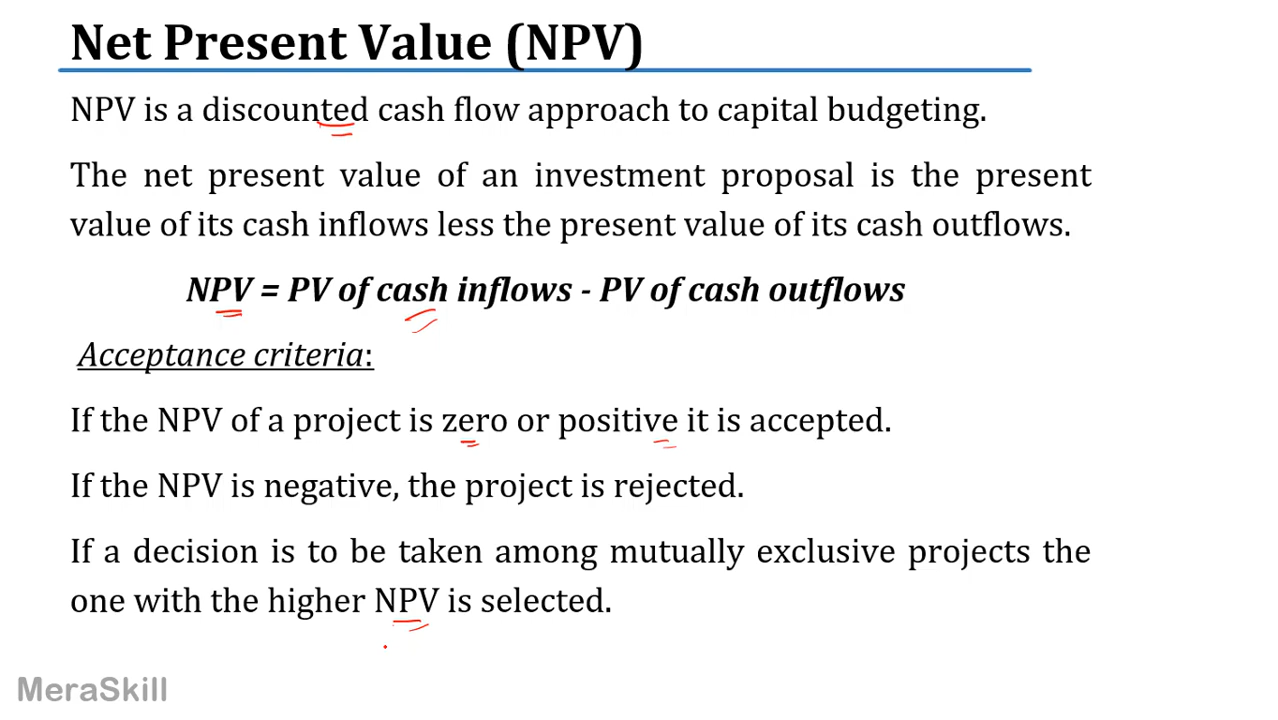 Net Present Value (NPV)
NPV is a discounted cash flow approach to capital budgeting.
The net present value of an investment proposal is the present
value of its cash inflows less the present value of its cash outflows.
NPV = PV of cash inflows - PV of cash outflows
Acceptance criteria:
If the NPV of a project is zero or positive it is accepted.
If the NPV is negative, the project is rejected.
If a decision is to be taken among mutually exclusive projects the
one with the higher NPV is selected.
MeraSkill